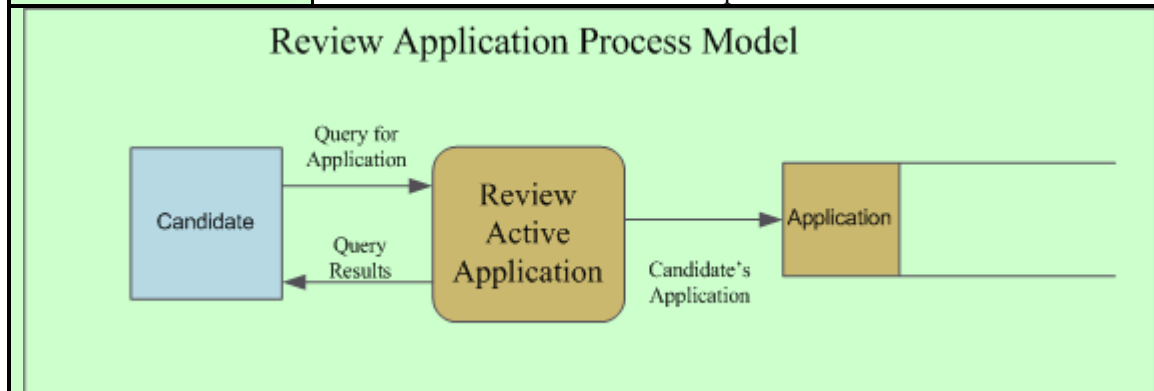 Review Application Process Model
Query for
Application
Candidate
Query
Results
Review
Active
Application
Candidate's
Application
Application